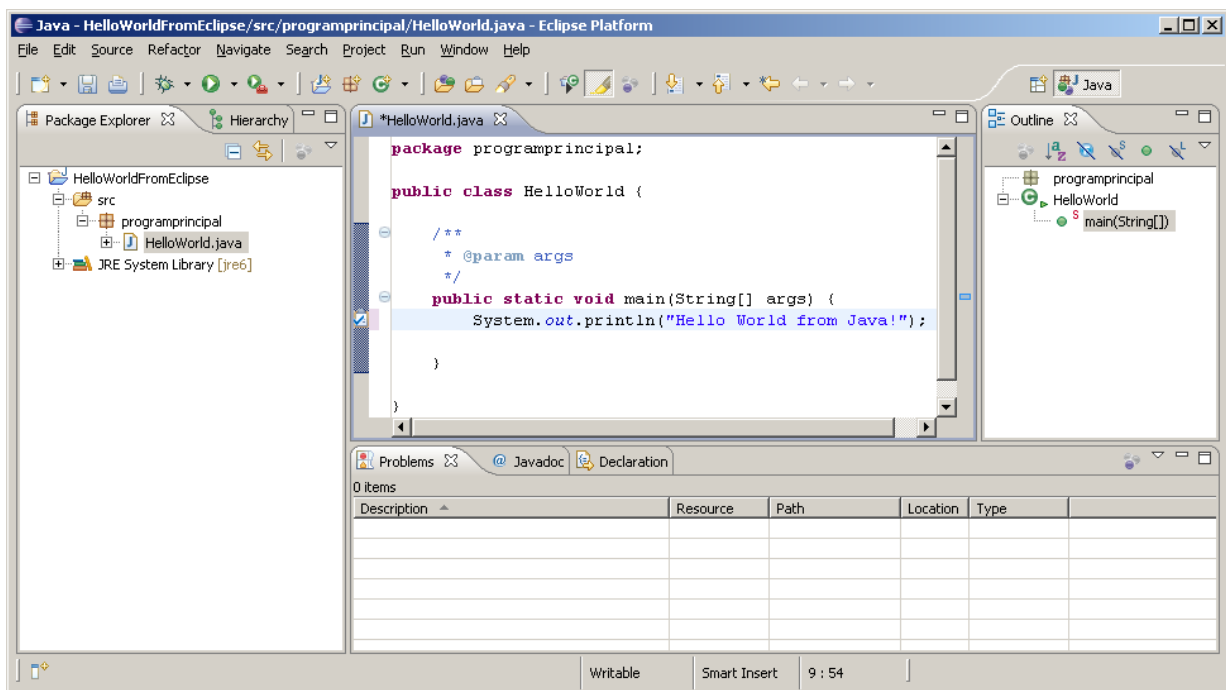 Java - HelloWorldFromEclipse/src/programprincipal/HelloWorld.java - Eclipse Platform
File Edit Source Refactor Navigate Search Project Run Window Help
Java
Package Explorer Hierarchy
HelloWorldFromEclipse
src
programprincipal
HelloWorld.java
JRE System Library [jre6]
*HelloWorld.java
package programprincipal;
public class HelloWorld {
/**
* @param args
*/
public static void main(String[] args) {
System.out.println("Hello World from Java!");
}
}
Outline
programprincipal
HelloWorld
main(String[])
Problems Javadoc Declaration
0 items
Description Resource Path Location Type
Writable Smart Insert 9 : 54